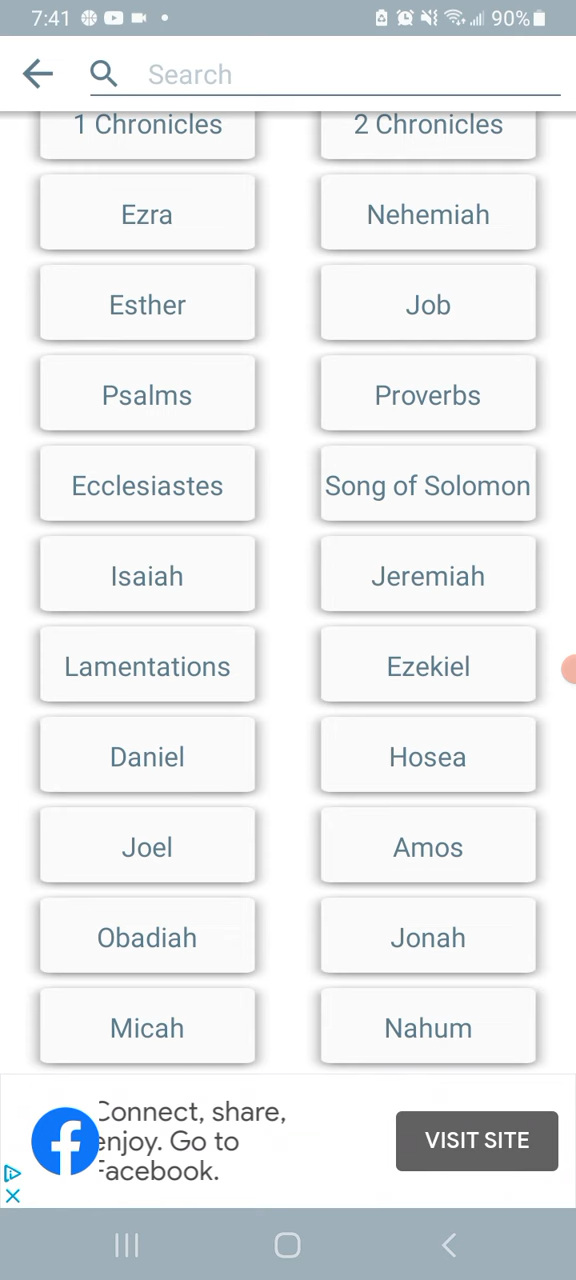 7:41 90%
Search
1 Chronicles 2 Chronicles
Ezra Nehemiah
Esther Job
Psalms Proverbs
Ecclesiastes Song of Solomon
Isaiah Jeremiah
Lamentations Ezekiel
Daniel Hosea
Joel Amos
Obadiah Jonah
Micah Nahum
Connect, share,
enjoy. Go to
Facebook.
VISIT SITE